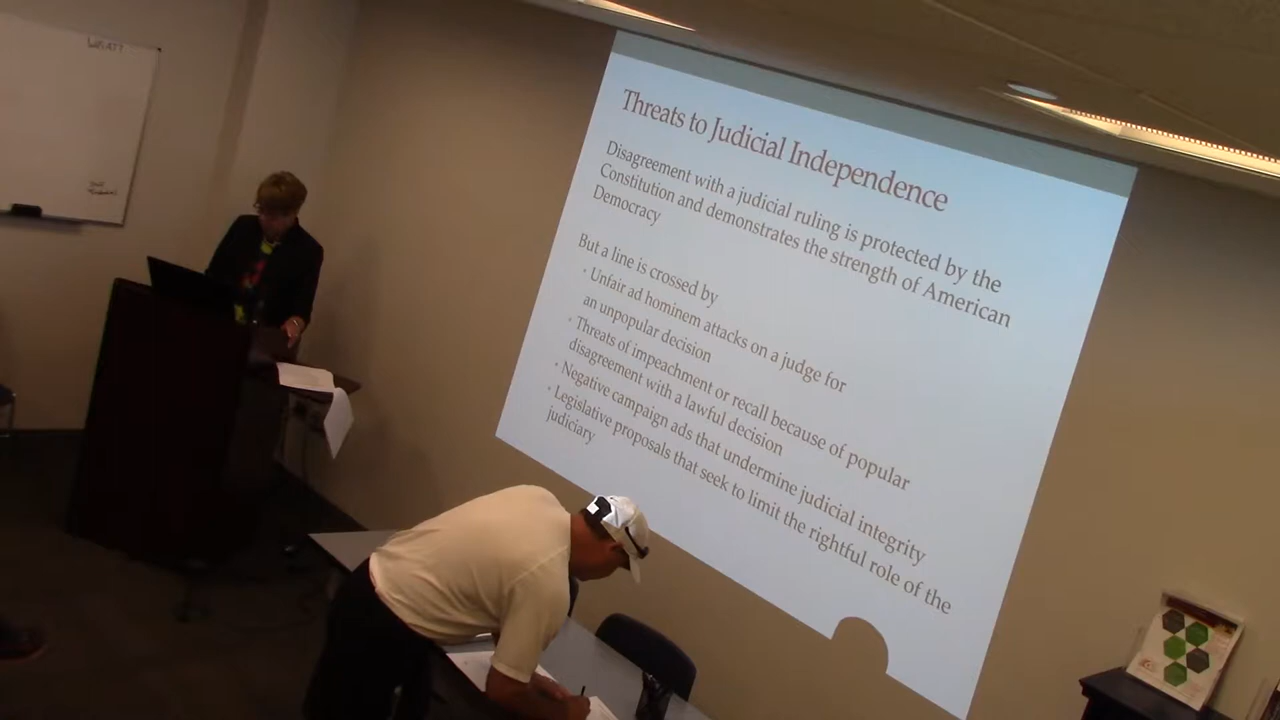 Threats to Judicial Independence
Disagreement with a judicial ruling is protected by the
Constitution and demonstrates the strength of American
Democracy
But a line is crossed by
• Unfair ad hominem attacks on a judge for
an unpopular decision
• Threats of impeachment or recall because of popular
disagreement with a lawful decision
• Negative campaign ads that undermine judicial integrity
• Legislative proposals that seek to limit the rightful role of the
judiciary